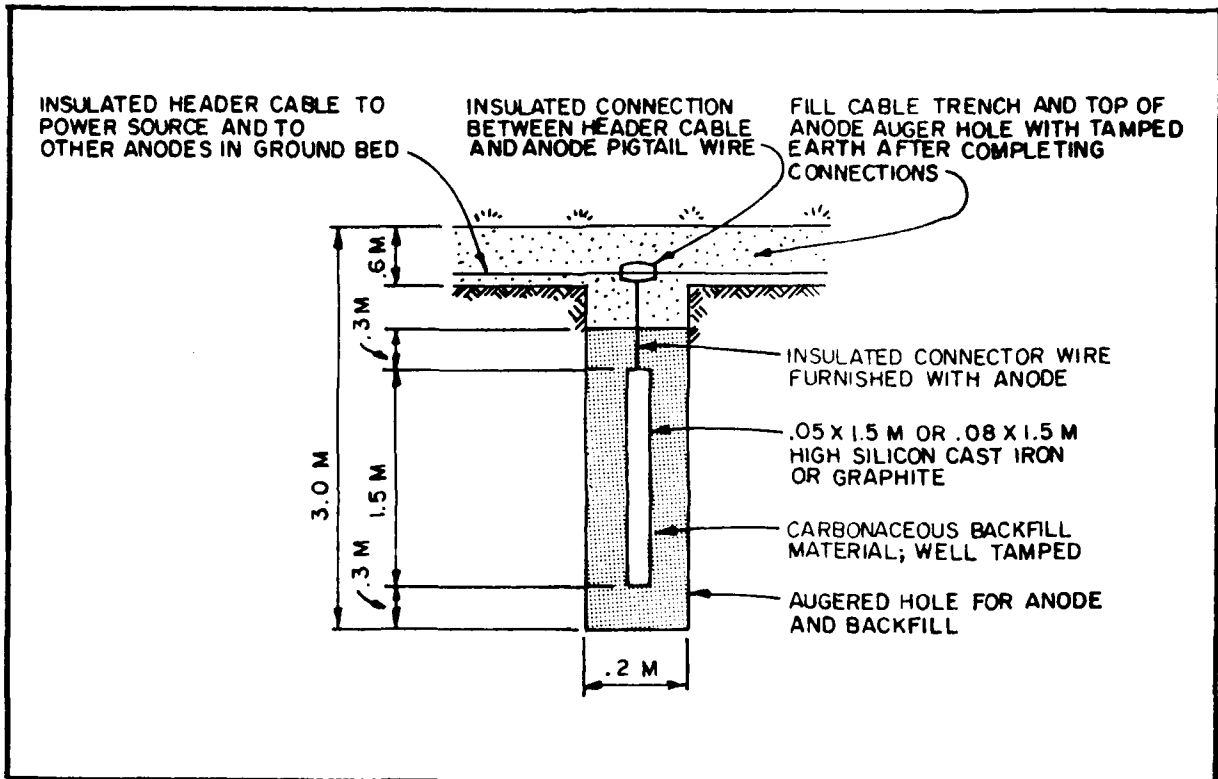 INSULATED HEADER CABLE TO
POWER SOURCE AND TO
OTHER ANODES IN GROUND BED
INSULATED CONNECTION
BETWEEN HEADER CABLE
AND ANODE PIGTAIL WIRE
FILL CABLE TRENCH AND TOP OF
ANODE AUGER HOLE WITH TAMPED
EARTH AFTER COMPLETING
CONNECTIONS
.6 M
.3 M
3.0 M
1.5 M
.3 M
INSULATED CONNECTOR WIRE
FURNISHED WITH ANODE
.05 X 1.5 M OR .08 X 1.5 M
HIGH SILICON CAST IRON
OR GRAPHITE
CARBONACEOUS BACKFILL
MATERIAL; WELL TAMPED
AUGERED HOLE FOR ANODE
AND BACKFILL
.2 M